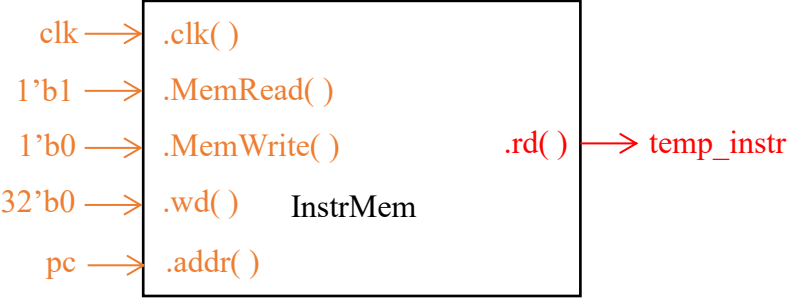 clk .clk( )
1’b1 .MemRead( )
1’b0 .MemWrite( ) .rd( ) temp_instr
32’b0 .wd( ) InstrMem
pc .addr( )